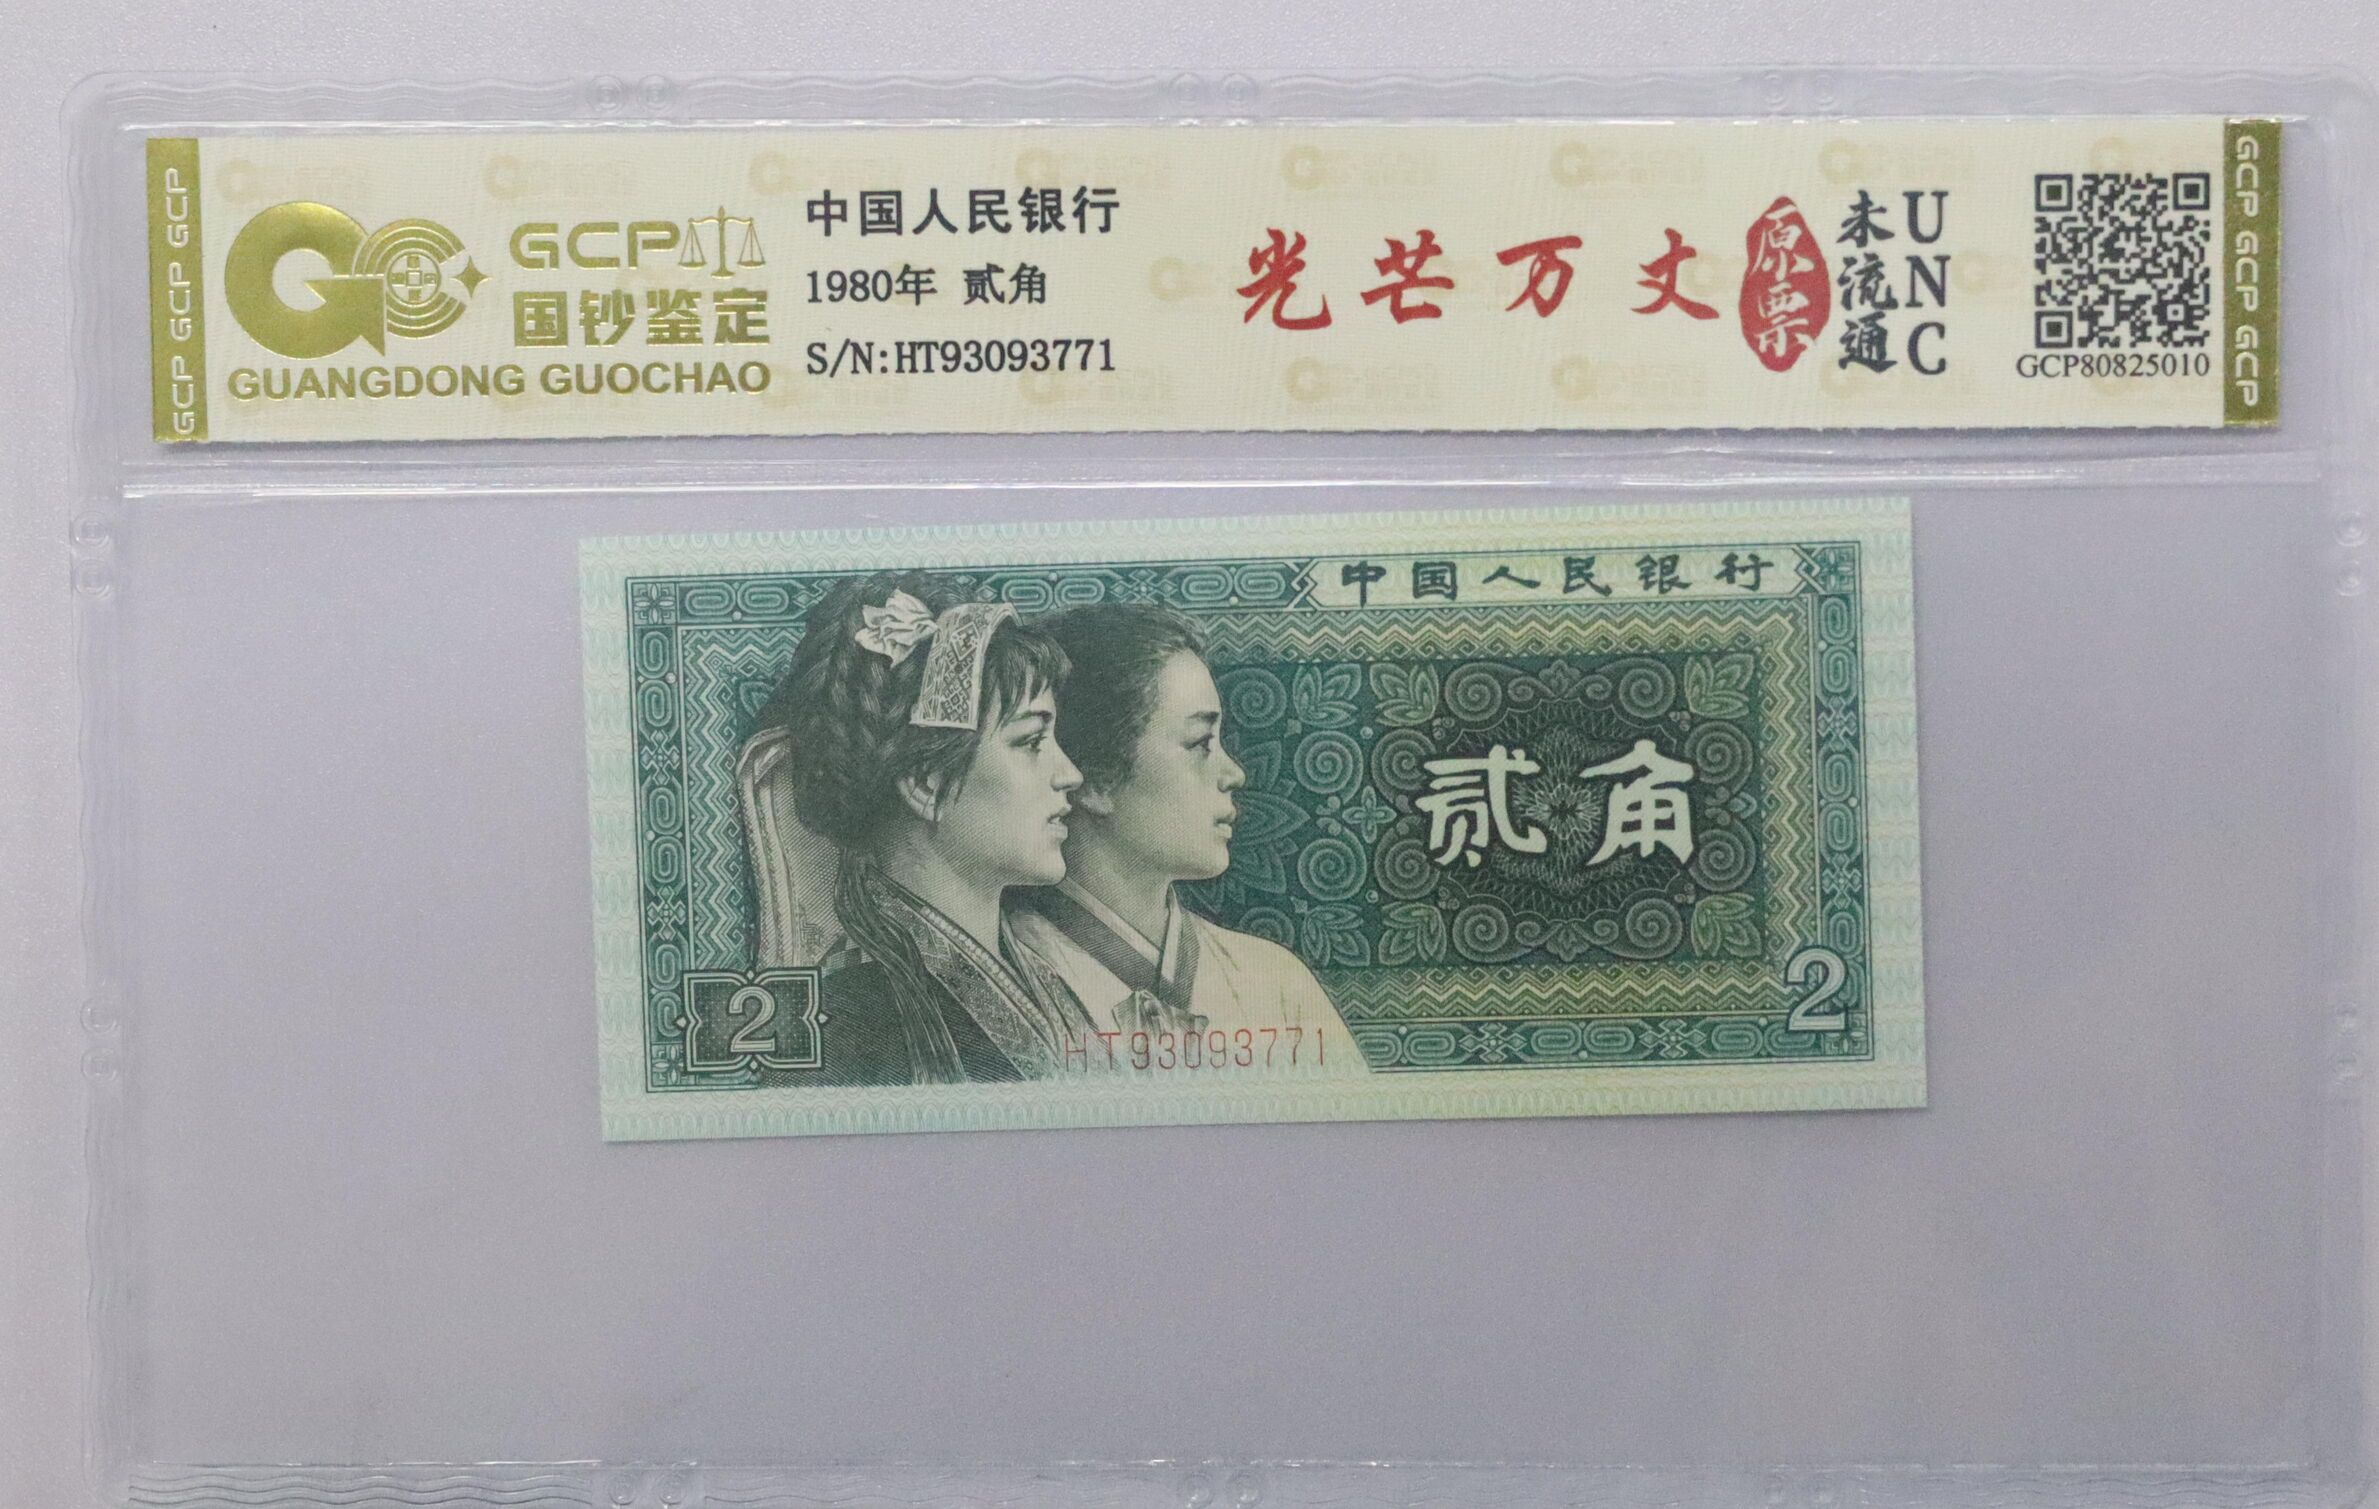 GCP GCP GCP
GCP
国钞鉴定
GUANGDONG GUOCHAO
中国人民银行
1980年 贰角
S/N:HT93093771
光芒万丈
原票
未流通
UNC
GCP80825010
GCP GCP GCP
中国人民银行
贰角
2
2
HT93093771